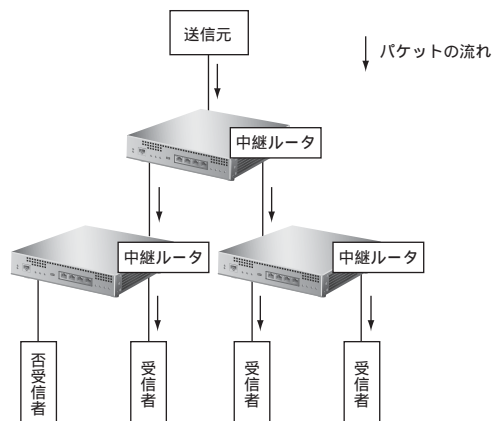 送信元
パケットの流れ
中継ルータ
中継ルータ
中継ルータ
否受信者
受信者
受信者
受信者